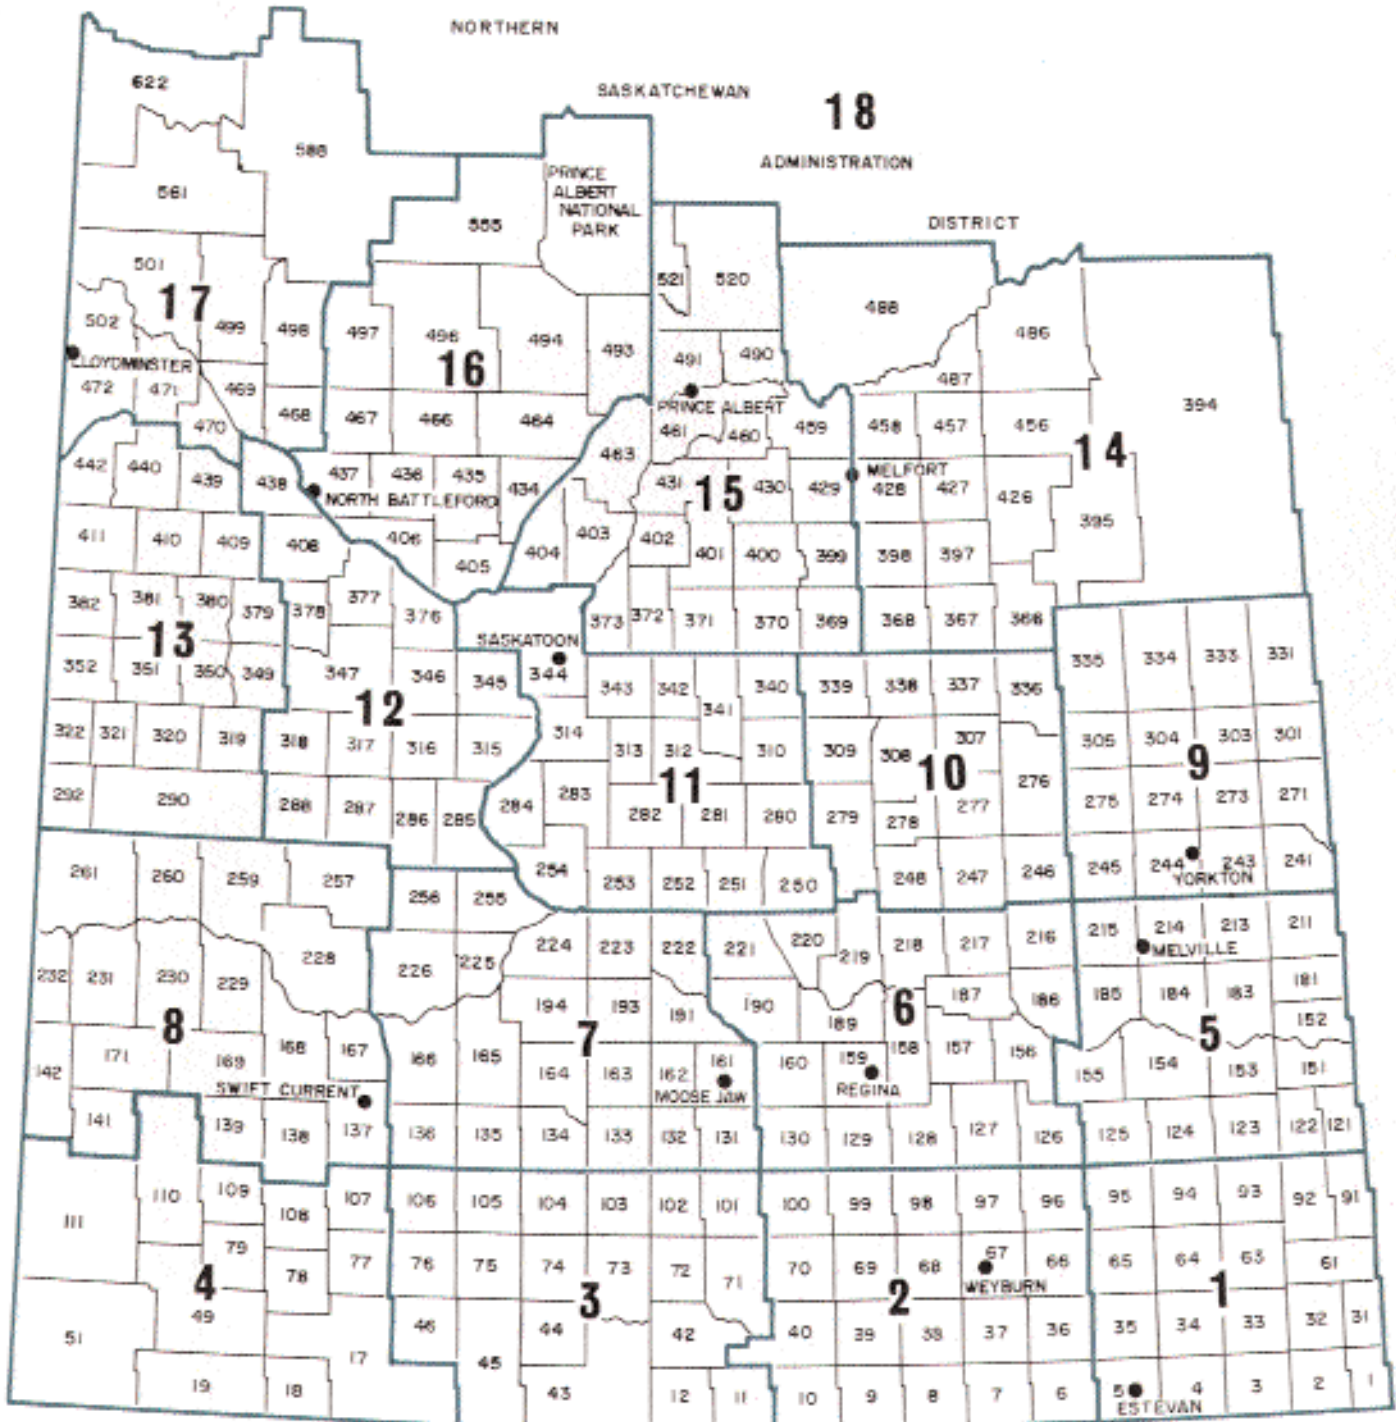 NORTHERN
622
SASKATCHEWAN
18
588
ADMINISTRATION
PRINCE
ALBERT
NATIONAL
PARK
561
555
DISTRICT
501
521 520
17
488
502 499 498 497 496 494 493 486
LLOYDMINSTER
16
491 490 487
472 471 469
PRINCE ALBERT
394
470 468 467 466 464 461 460 459 458 457 456
14
442 440 439 438 437 436 435 434 463 431 15 430 429
MELFORT
428 427 426
NORTH BATTLEFORD
395
411 410 409 408 406 405 404 403 402 401 400 399 398 397
382 381 380 379 378 377 376 373 372 371 370 369 368 367 366
13
SASKATOON
352 351 350 349 347 346 345 344 343 342 341 340 339 338 337 336 335 334 333 331
12
322 321 320 319 318 317 316 315 314 313 312 310 309 308 307 305 304 303 301
11 10 9
292 290 288 287 286 285 284 283 282 281 280 279 278 277 276 275 274 273 271
261 260 259 257 256 255 254 253 252 251 250 248 247 246 245 244 243 241
YORKTON
232 231 230 229 228 226 225 224 223 222 221 220 219 218 217 216 215 214 213 211
MELVILLE
194 193 191 190 189 187 186 185 184 183 181
8 7 6 5
152
142 171 169 168 167 166 165 164 163 162 161 160 159 158 157 156 155 154 153 151
SWIFT CURRENT
MOOSE JAW
REGINA
141 139 138 137 136 135 134 133 132 131 130 129 128 127 126 125 124 123 122 121
111 110 109 108 107 106 105 104 103 102 101 100 99 98 97 96 95 94 93 92 91
79 78 77 76 75 74 73 72 71 70 69 68 67 66 65 64 63 61
WEYBURN
4 3 2 1
51 49 46 44 42 40 39 38 37 36 35 34 33 32 31
19 18 17 45 43 12 11 10 9 8 7 6 5 4 3 2 1
ESTEVAN